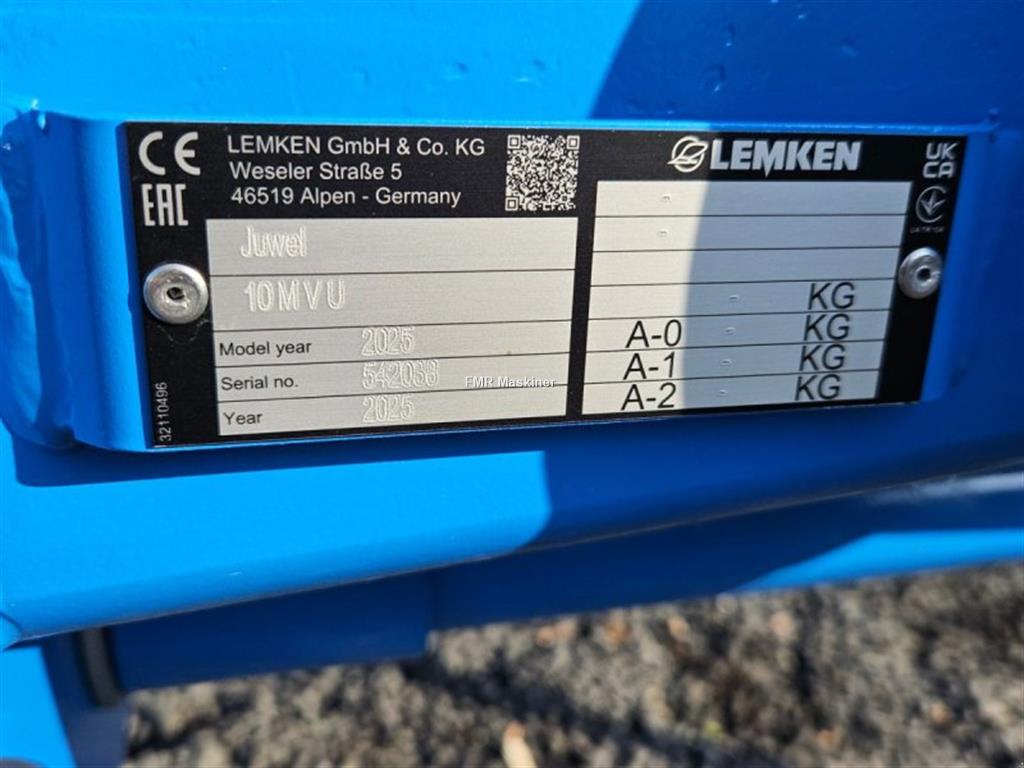 CE
EAC
LEMKEN GmbH & Co. KG
Weseler Straße 5
46519 Alpen - Germany
Juwel
10MVU
Model year 2025
Serial no. 542088
Year 2025
32110496
LEMKEN
UK
CA
-
-
- KG
A-0 - KG
A-1 - KG
A-2 - KG
FMR Maskiner